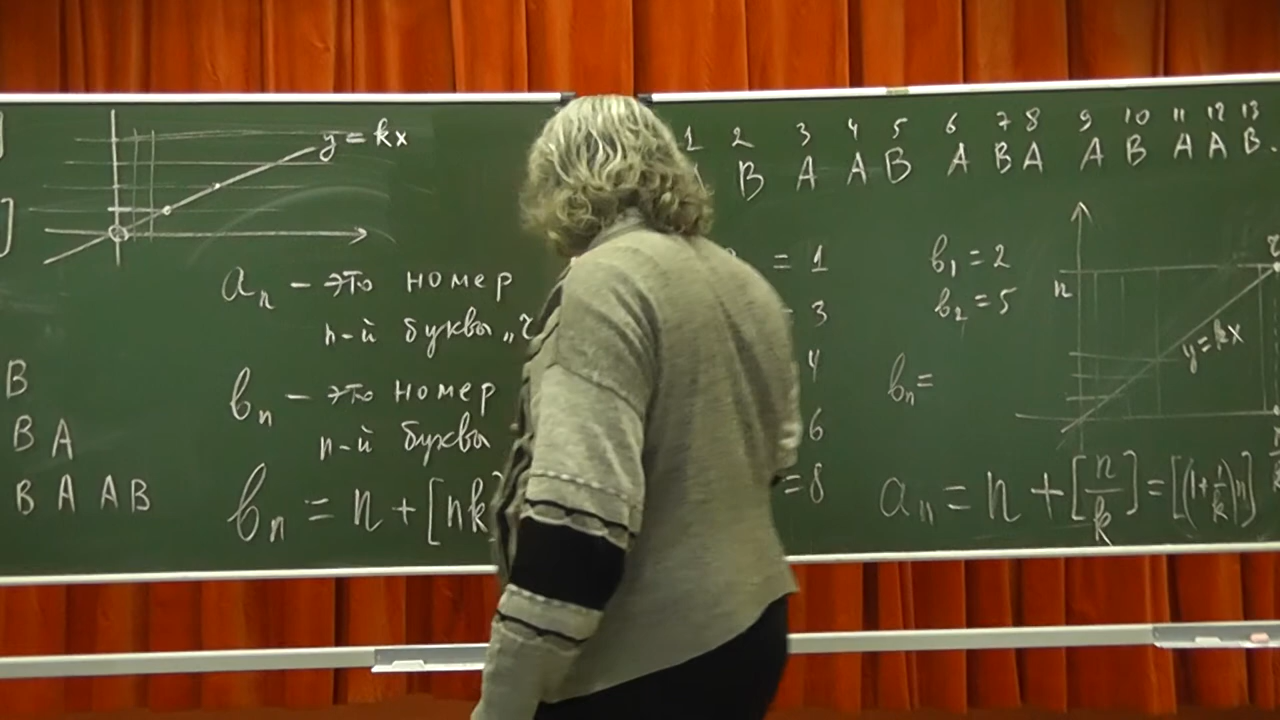 ]
]
y = kx
aₙ — это номер
n-й буквы „
bₙ — это номер
n-й буквы
bₙ = n + [nk]
B
B A
B A A B
1 2 3 4 5 6 7 8 9 10 11 12 13
B A A B A B A A B A A B .
= 1
3
4
6
= 8
b₁ = 2
b₂ = 5
bₙ =
n
y = kx
aₙ = n + [n/k] = [(1 + 1/k)n]